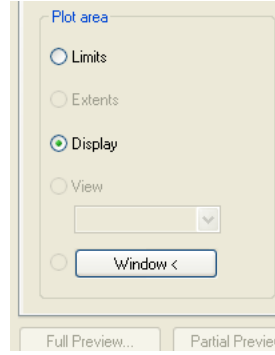 Plot area
Limits
Extents
Display
View
Window <
Full Preview... Partial Previe